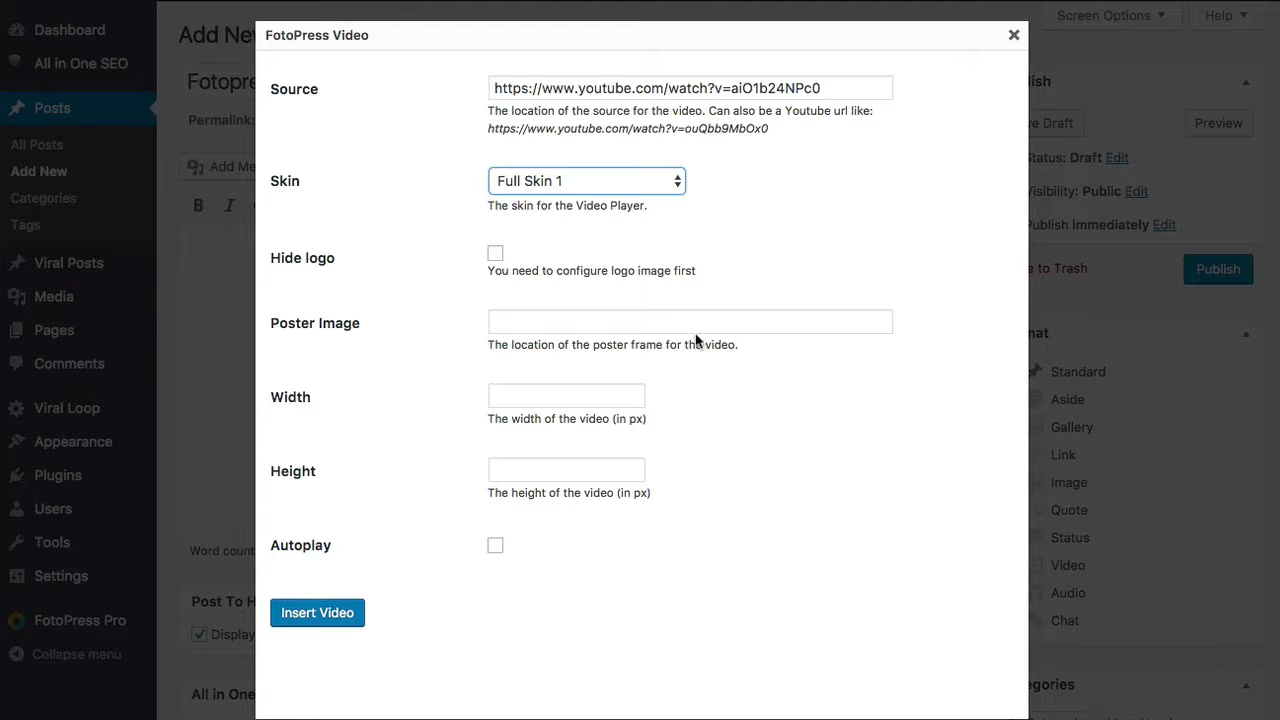 Dashboard
All in One SEO
Posts
All Posts
Add New
Categories
Tags
Viral Posts
Media
Pages
Comments
Viral Loop
Appearance
Plugins
Users
Tools
Settings
FotoPress Pro
Collapse menu
Screen Options
Help
Add Ne
Fotopre
Permalink:
Add Me
B I
Word count
Post To H
Display
All in One
FotoPress Video
Source
https://www.youtube.com/watch?v=aiO1b24NPc0
The location of the source for the video. Can also be a Youtube url like:
https://www.youtube.com/watch?v=ouQbb9MbOx0
Skin
Full Skin 1
The skin for the Video Player.
Hide logo
You need to configure logo image first
Poster Image
The location of the poster frame for the video.
Width
The width of the video (in px)
Height
The height of the video (in px)
Autoplay
Insert Video
lish
ve Draft
Preview
Status: Draft Edit
isibility: Public Edit
Publish immediately Edit
e to Trash
Publish
mat
Standard
Aside
Gallery
Link
Image
Quote
Status
Video
Audio
Chat
egories